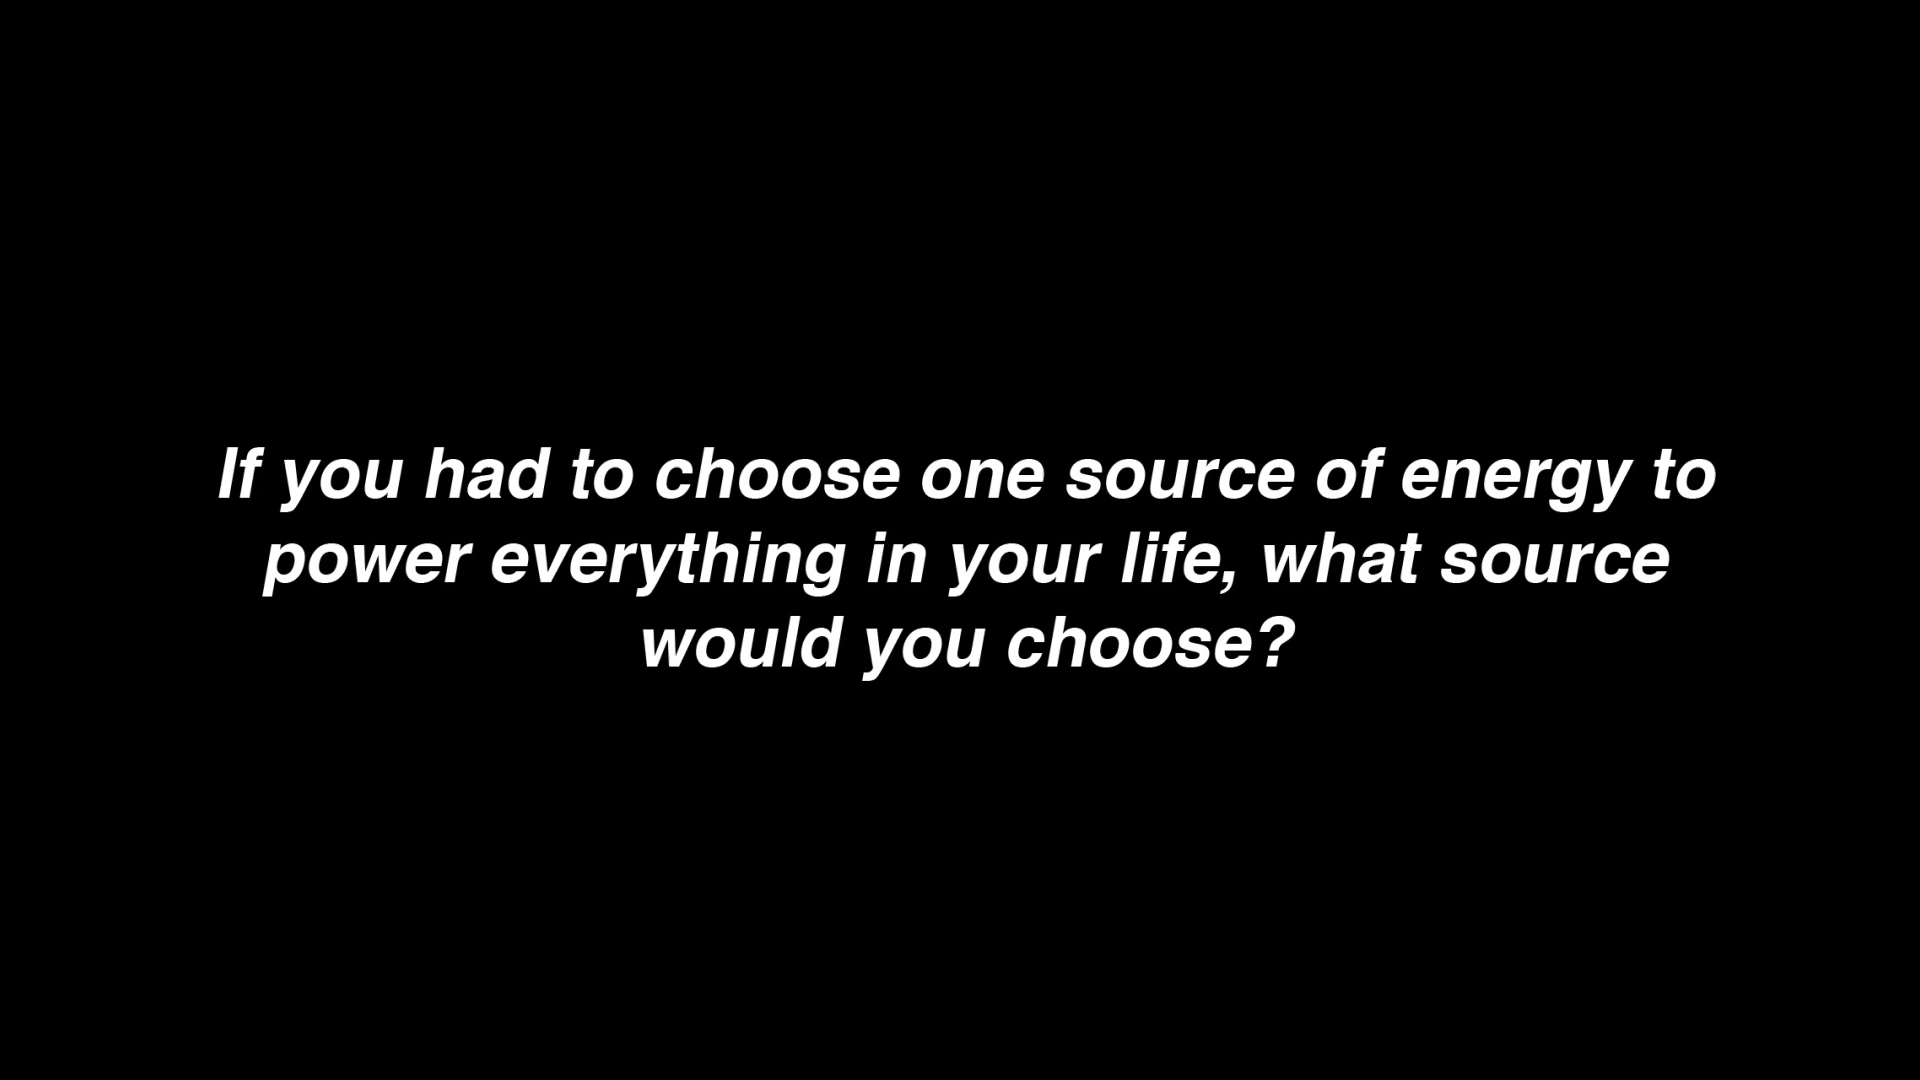 If you had to choose one source of energy to
power everything in your life, what source
would you choose?